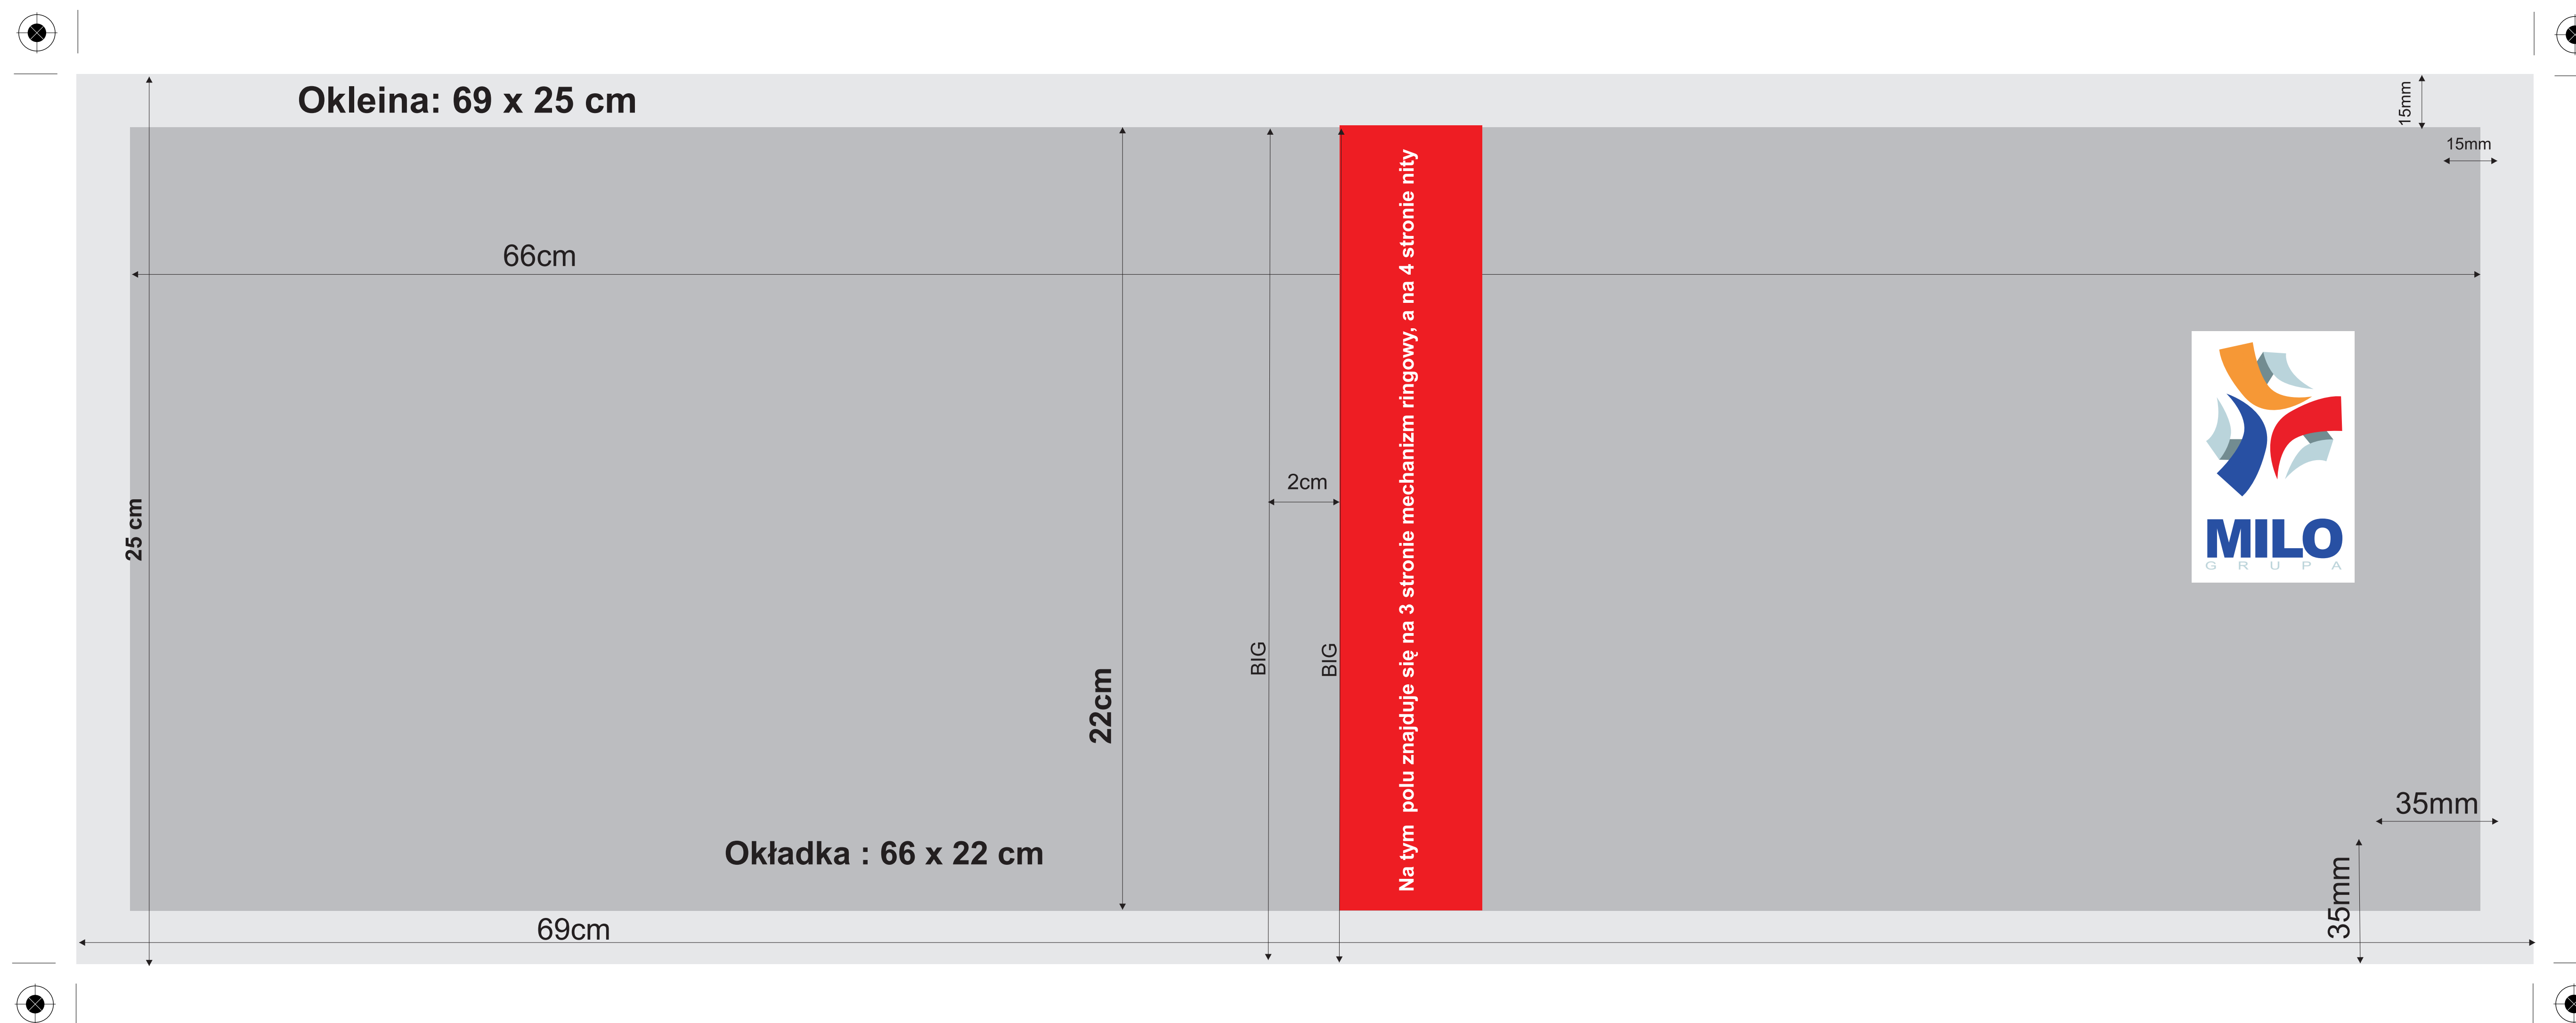 Okleina: 69 x 25 cm
15mm
15mm
66cm
Na tym  polu znajduje się na 3 stronie mechanizm ringowy, a na 4 stronie nity
2cm
25 cm
MILO
GRUPA
BIG
BIG
22cm
35mm
Okładka : 66 x 22 cm
35mm
69cm